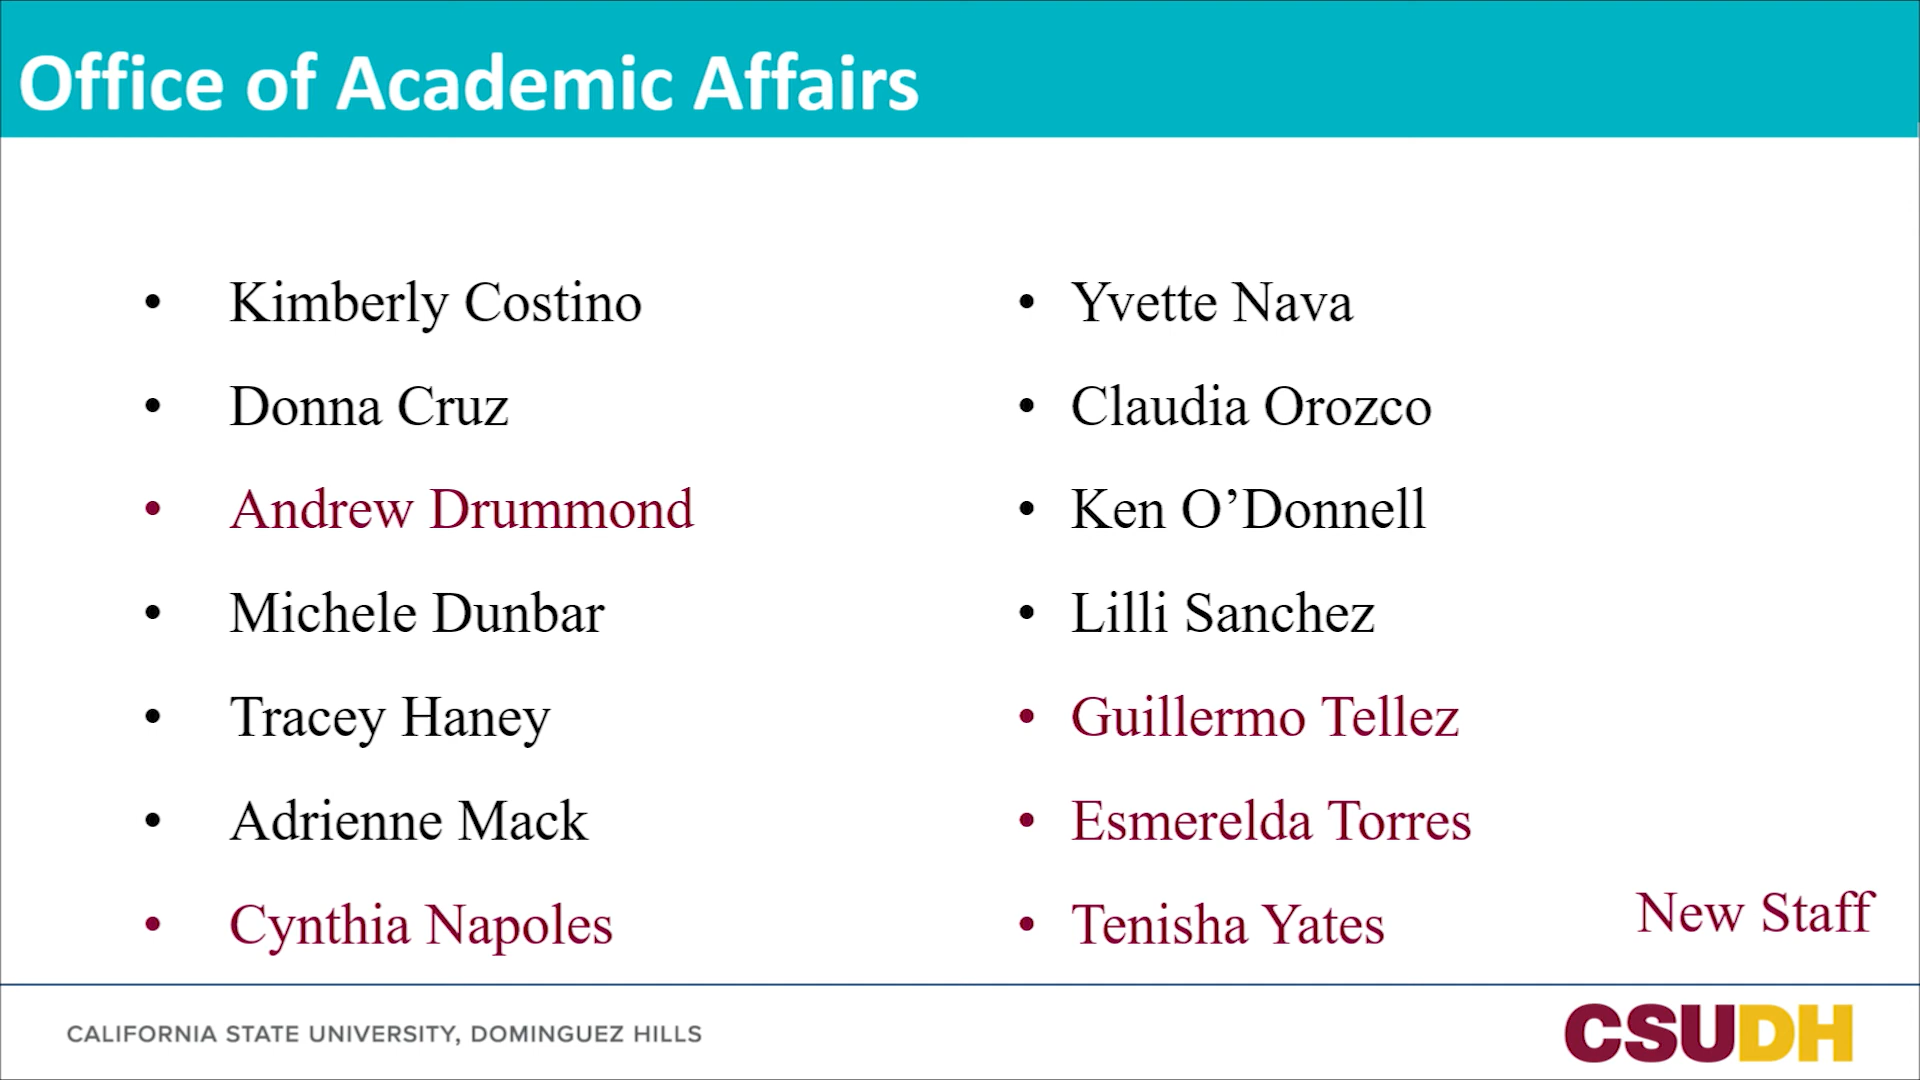 Office of Academic Affairs
• Kimberly Costino
• Donna Cruz
• Andrew Drummond
• Michele Dunbar
• Tracey Haney
• Adrienne Mack
• Cynthia Napoles
• Yvette Nava
• Claudia Orozco
• Ken O’Donnell
• Lilli Sanchez
• Guillermo Tellez
• Esmerelda Torres
• Tenisha Yates
New Staff
CALIFORNIA STATE UNIVERSITY, DOMINGUEZ HILLS
CSUDH